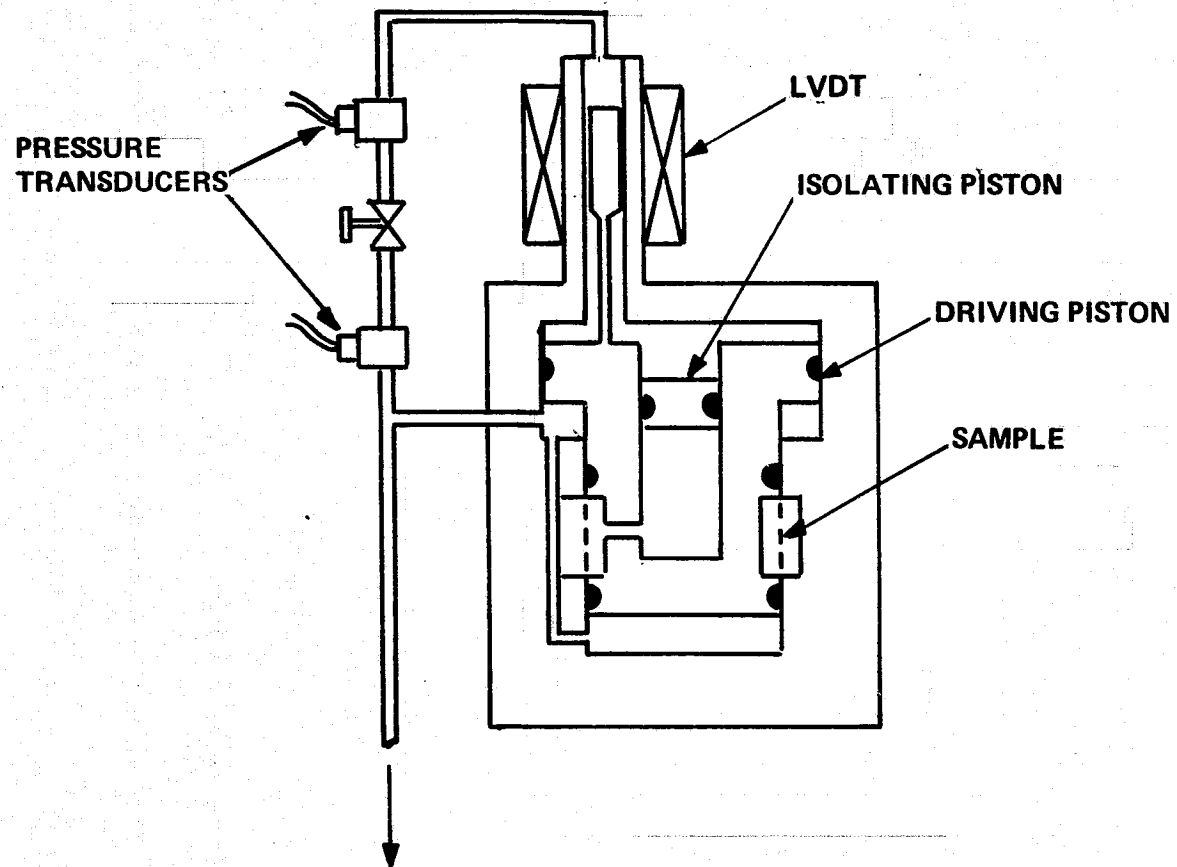 LVDT
PRESSURE
TRANSDUCERS
ISOLATING PISTON
DRIVING PISTON
SAMPLE